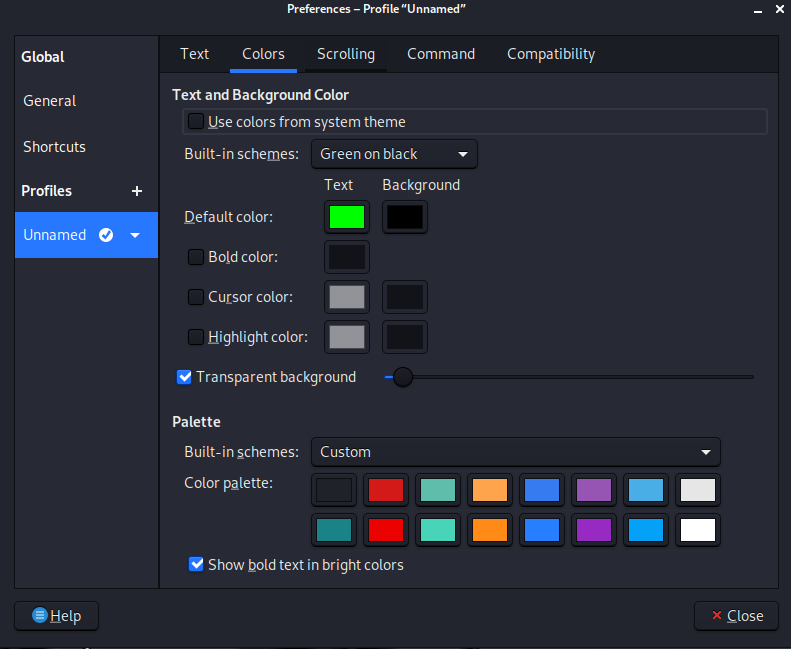 Preferences – Profile “Unnamed”
Global
General
Shortcuts
Profiles
Unnamed
Text Colors Scrolling Command Compatibility
Text and Background Color
Use colors from system theme
Built-in schemes: Green on black
Text Background
Default color:
Bold color:
Cursor color:
Highlight color:
Transparent background
Palette
Built-in schemes: Custom
Color palette:
Show bold text in bright colors
Help Close